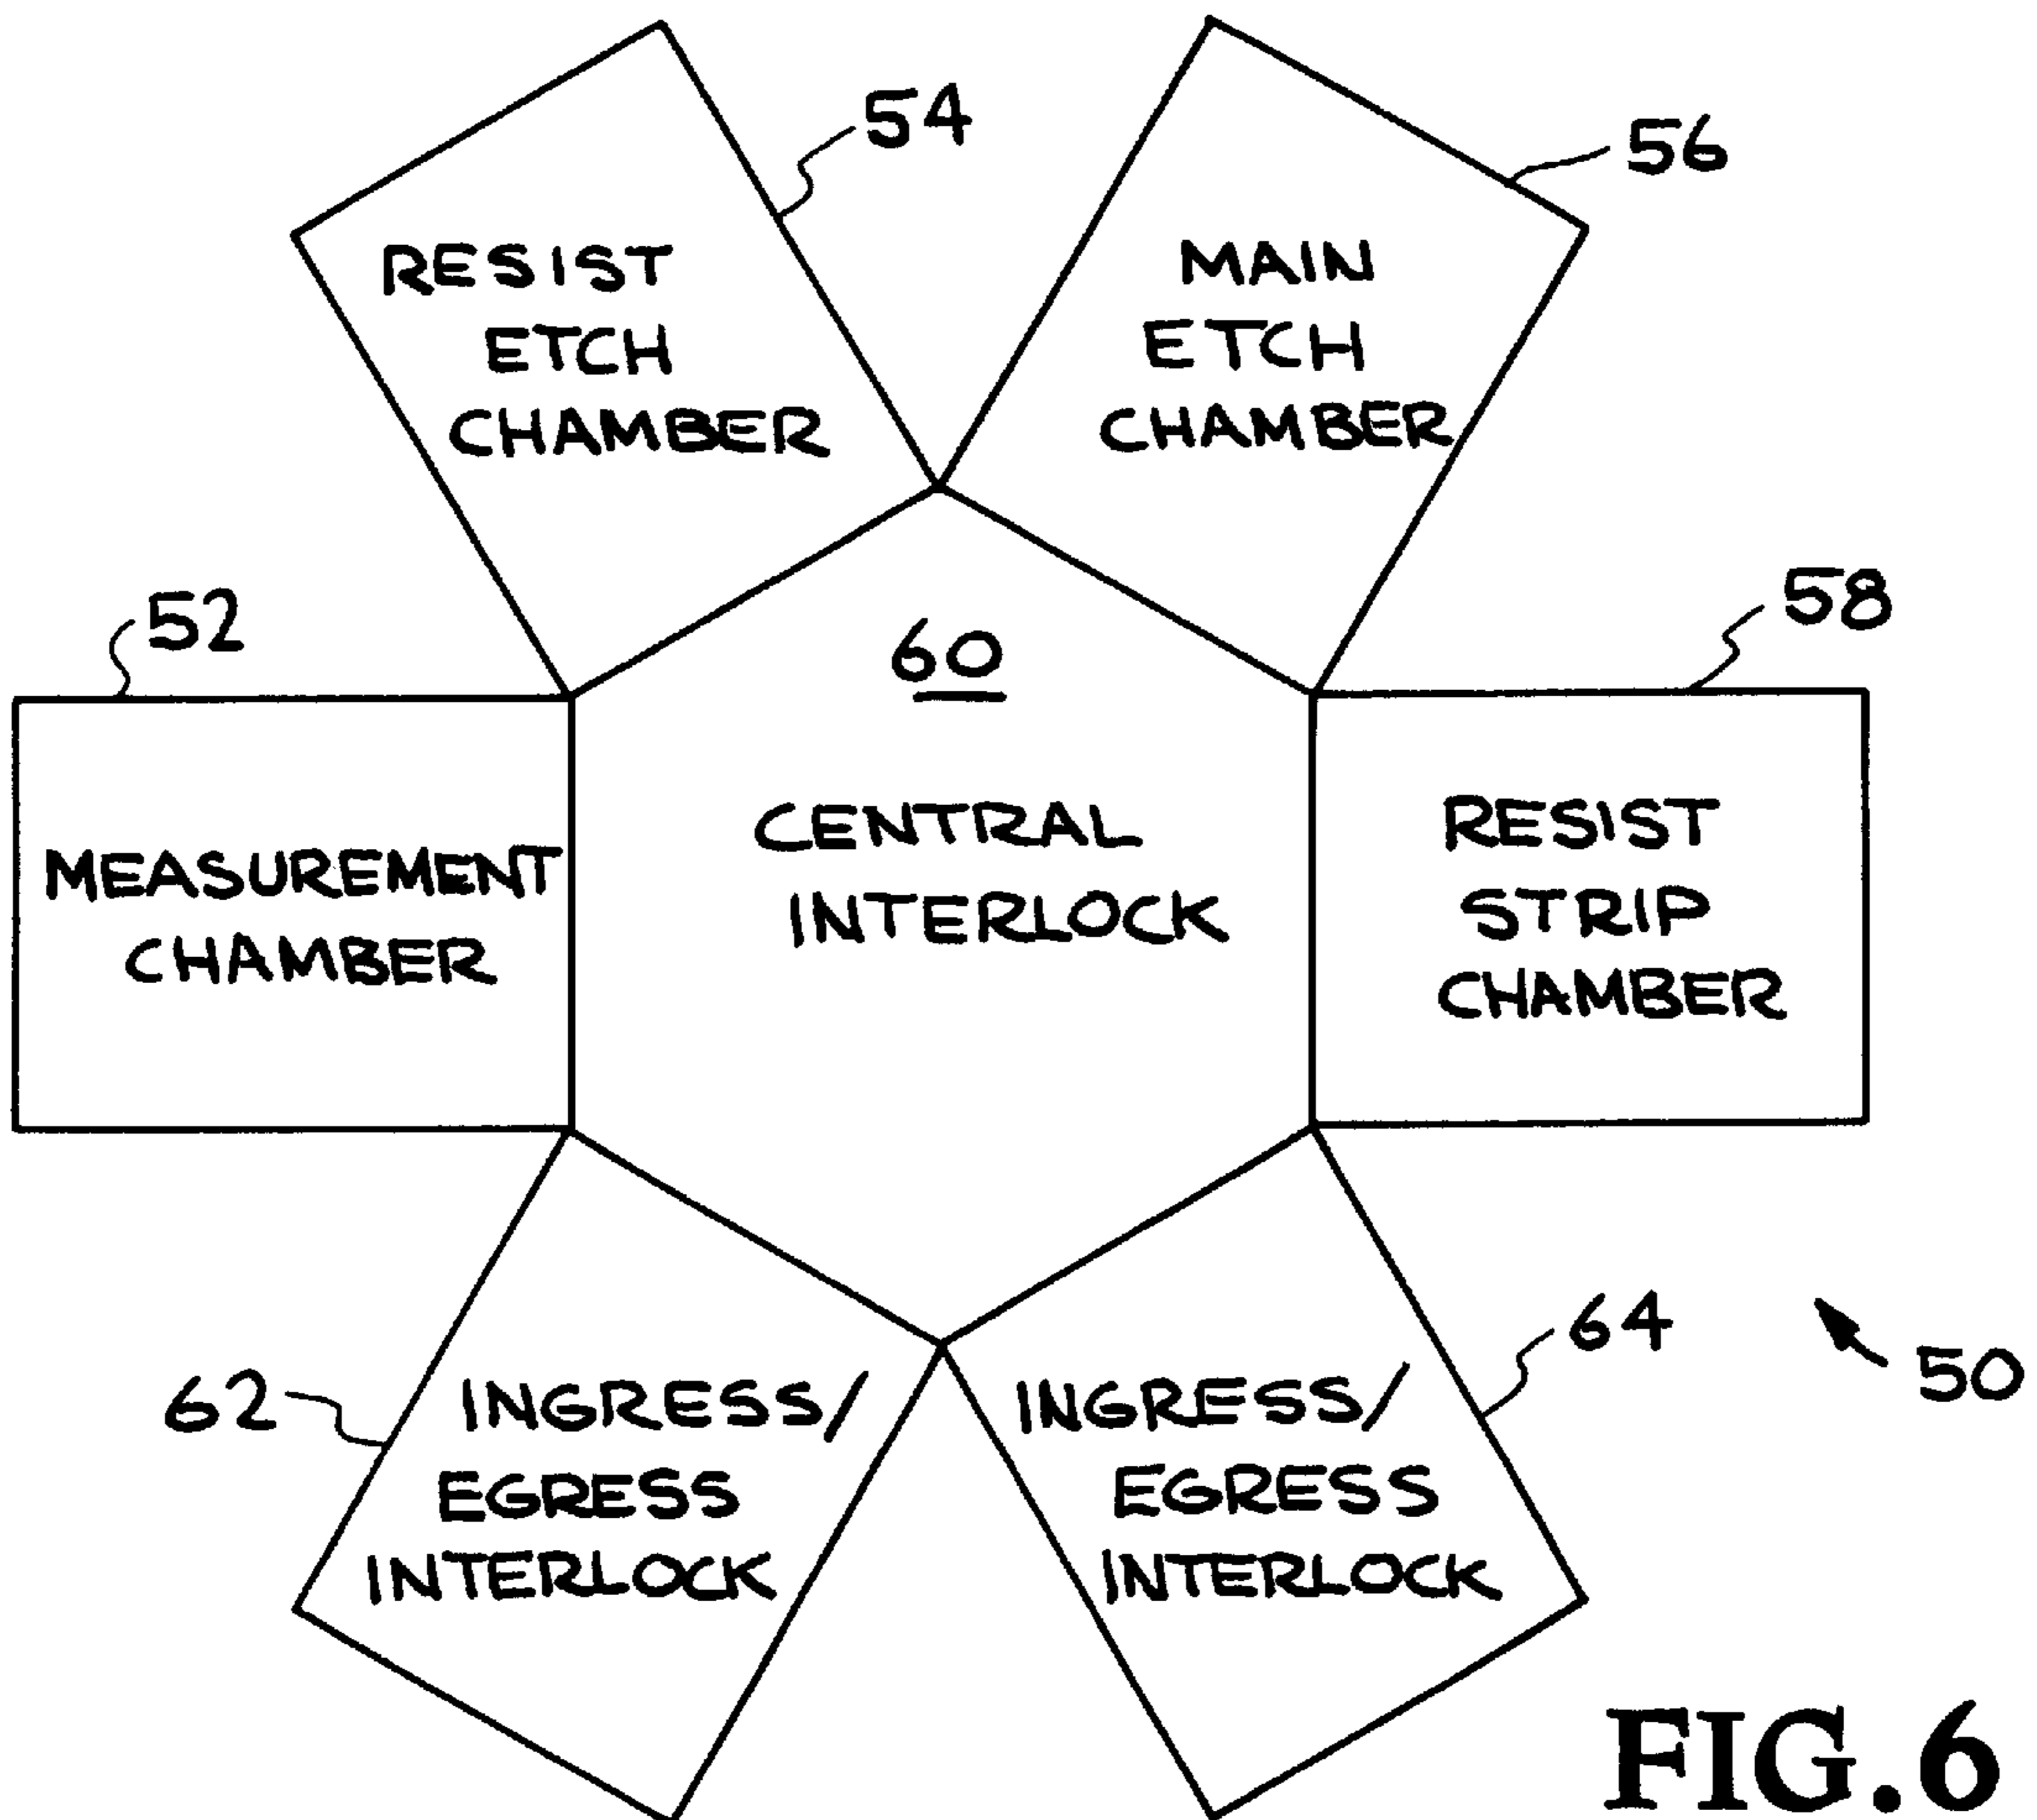 54
56
RESIST
ETCH
CHAMBER
MAIN
ETCH
CHAMBER
52
58
60
MEASUREMENT
CHAMBER
CENTRAL
INTERLOCK
RESIST
STRIP
CHAMBER
62
INGRESS/
EGRESS
INTERLOCK
INGRESS/
EGRESS
INTERLOCK
64
50
FIG.6